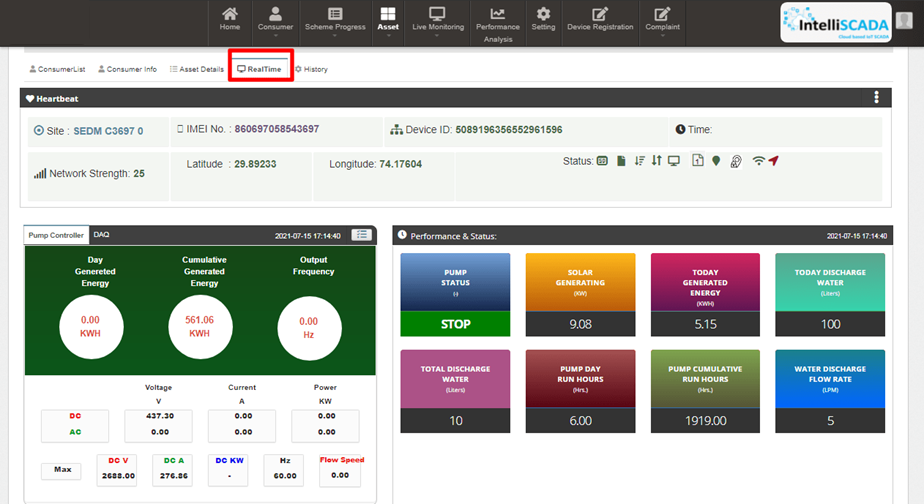 Home
Consumer
Scheme Progress
Asset
Live Monitoring
Performance
Analysis
Setting
Device Registration
Complaint
IntelliSCADA
Cloud based IoT SCADA
ConsumerList
Consumer Info
Asset Details
RealTime
History
Heartbeat
Site : SEDM C3697 0
IMEI No. : 860697058543697
Device ID: 5089196356552961596
Time:
Network Strength: 25
Latitude : 29.89233
Longitude: 74.17604
Status:
Pump Controller
DAQ
2021-07-15 17:14:40
Day
Genereted
Energy
Cumulative
Generated
Energy
Output
Frequency
0.00
KWH
561.06
KWH
0.00
Hz
Voltage
Current
Power
V
A
KW
DC
437.30
0.00
0.00
AC
0.00
0.00
0.00
Max
DC V
2688.00
DC A
276.86
DC KW
-
Hz
60.00
Flow Speed
0.00
Performance & Status:
2021-07-15 17:14:40
PUMP
STATUS
(-)
STOP
SOLAR
GENERATING
(KW)
9.08
TODAY
GENERATED
ENERGY
(KWH)
5.15
TODAY DISCHARGE
WATER
(Liters)
100
TOTAL DISCHARGE
WATER
(Liters)
10
PUMP DAY
RUN HOURS
(Hrs.)
6.00
PUMP CUMULATIVE
RUN HOURS
(Hrs.)
1919.00
WATER DISCHARGE
FLOW RATE
(LPM)
5